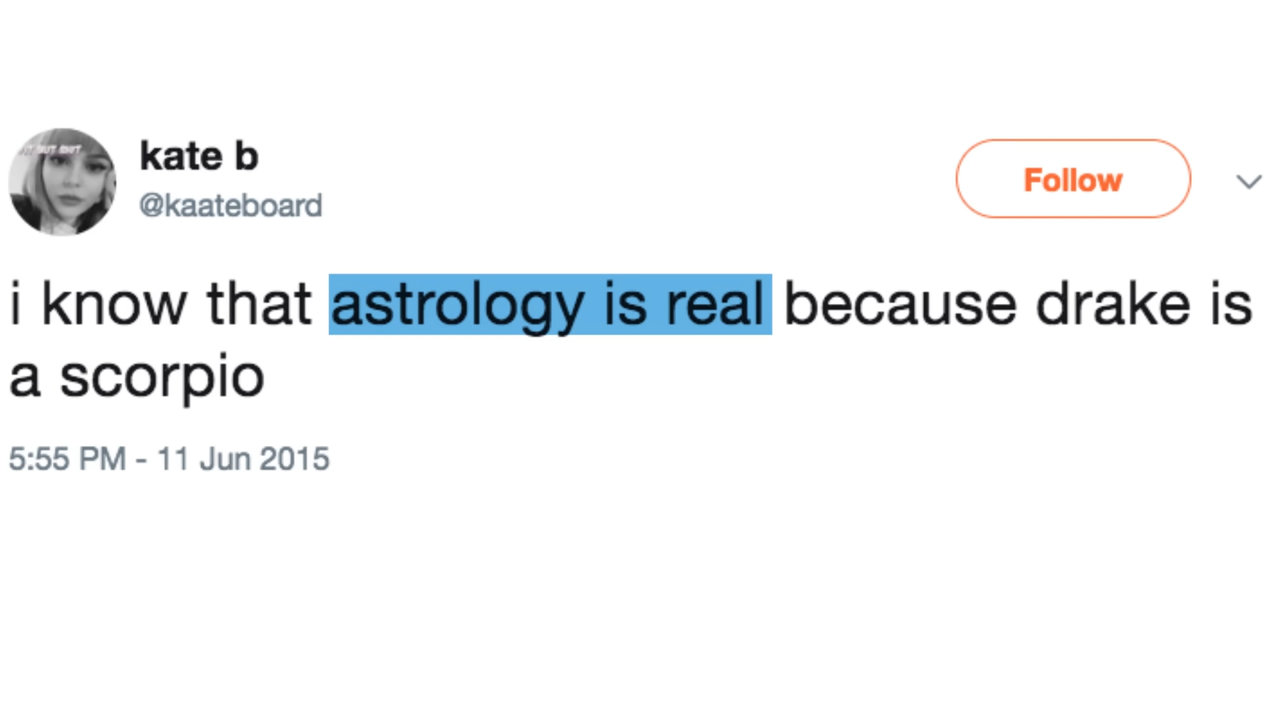 kate b
@kaateboard
Follow
i know that astrology is real because drake is
a scorpio
5:55 PM - 11 Jun 2015